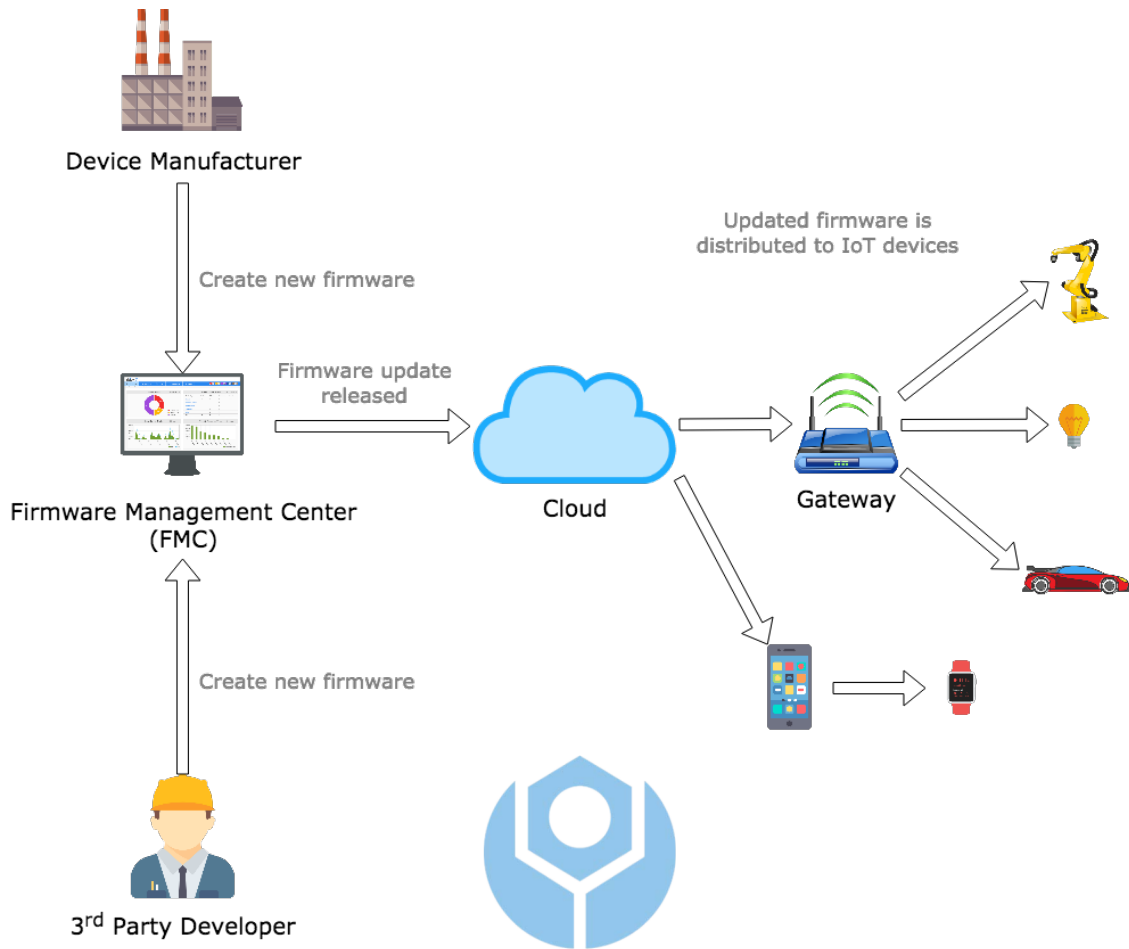 Device Manufacturer
Create new firmware
Updated firmware is
distributed to IoT devices
Firmware update
released
Firmware Management Center
(FMC)
Cloud
Gateway
Create new firmware
3rd Party Developer